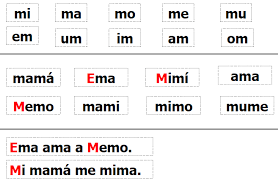 mi ma mo me mu
em um im am om
mamá Ema Mimí ama
Memo mami mimo mume
Ema ama a Memo.
Mi mamá me mima.